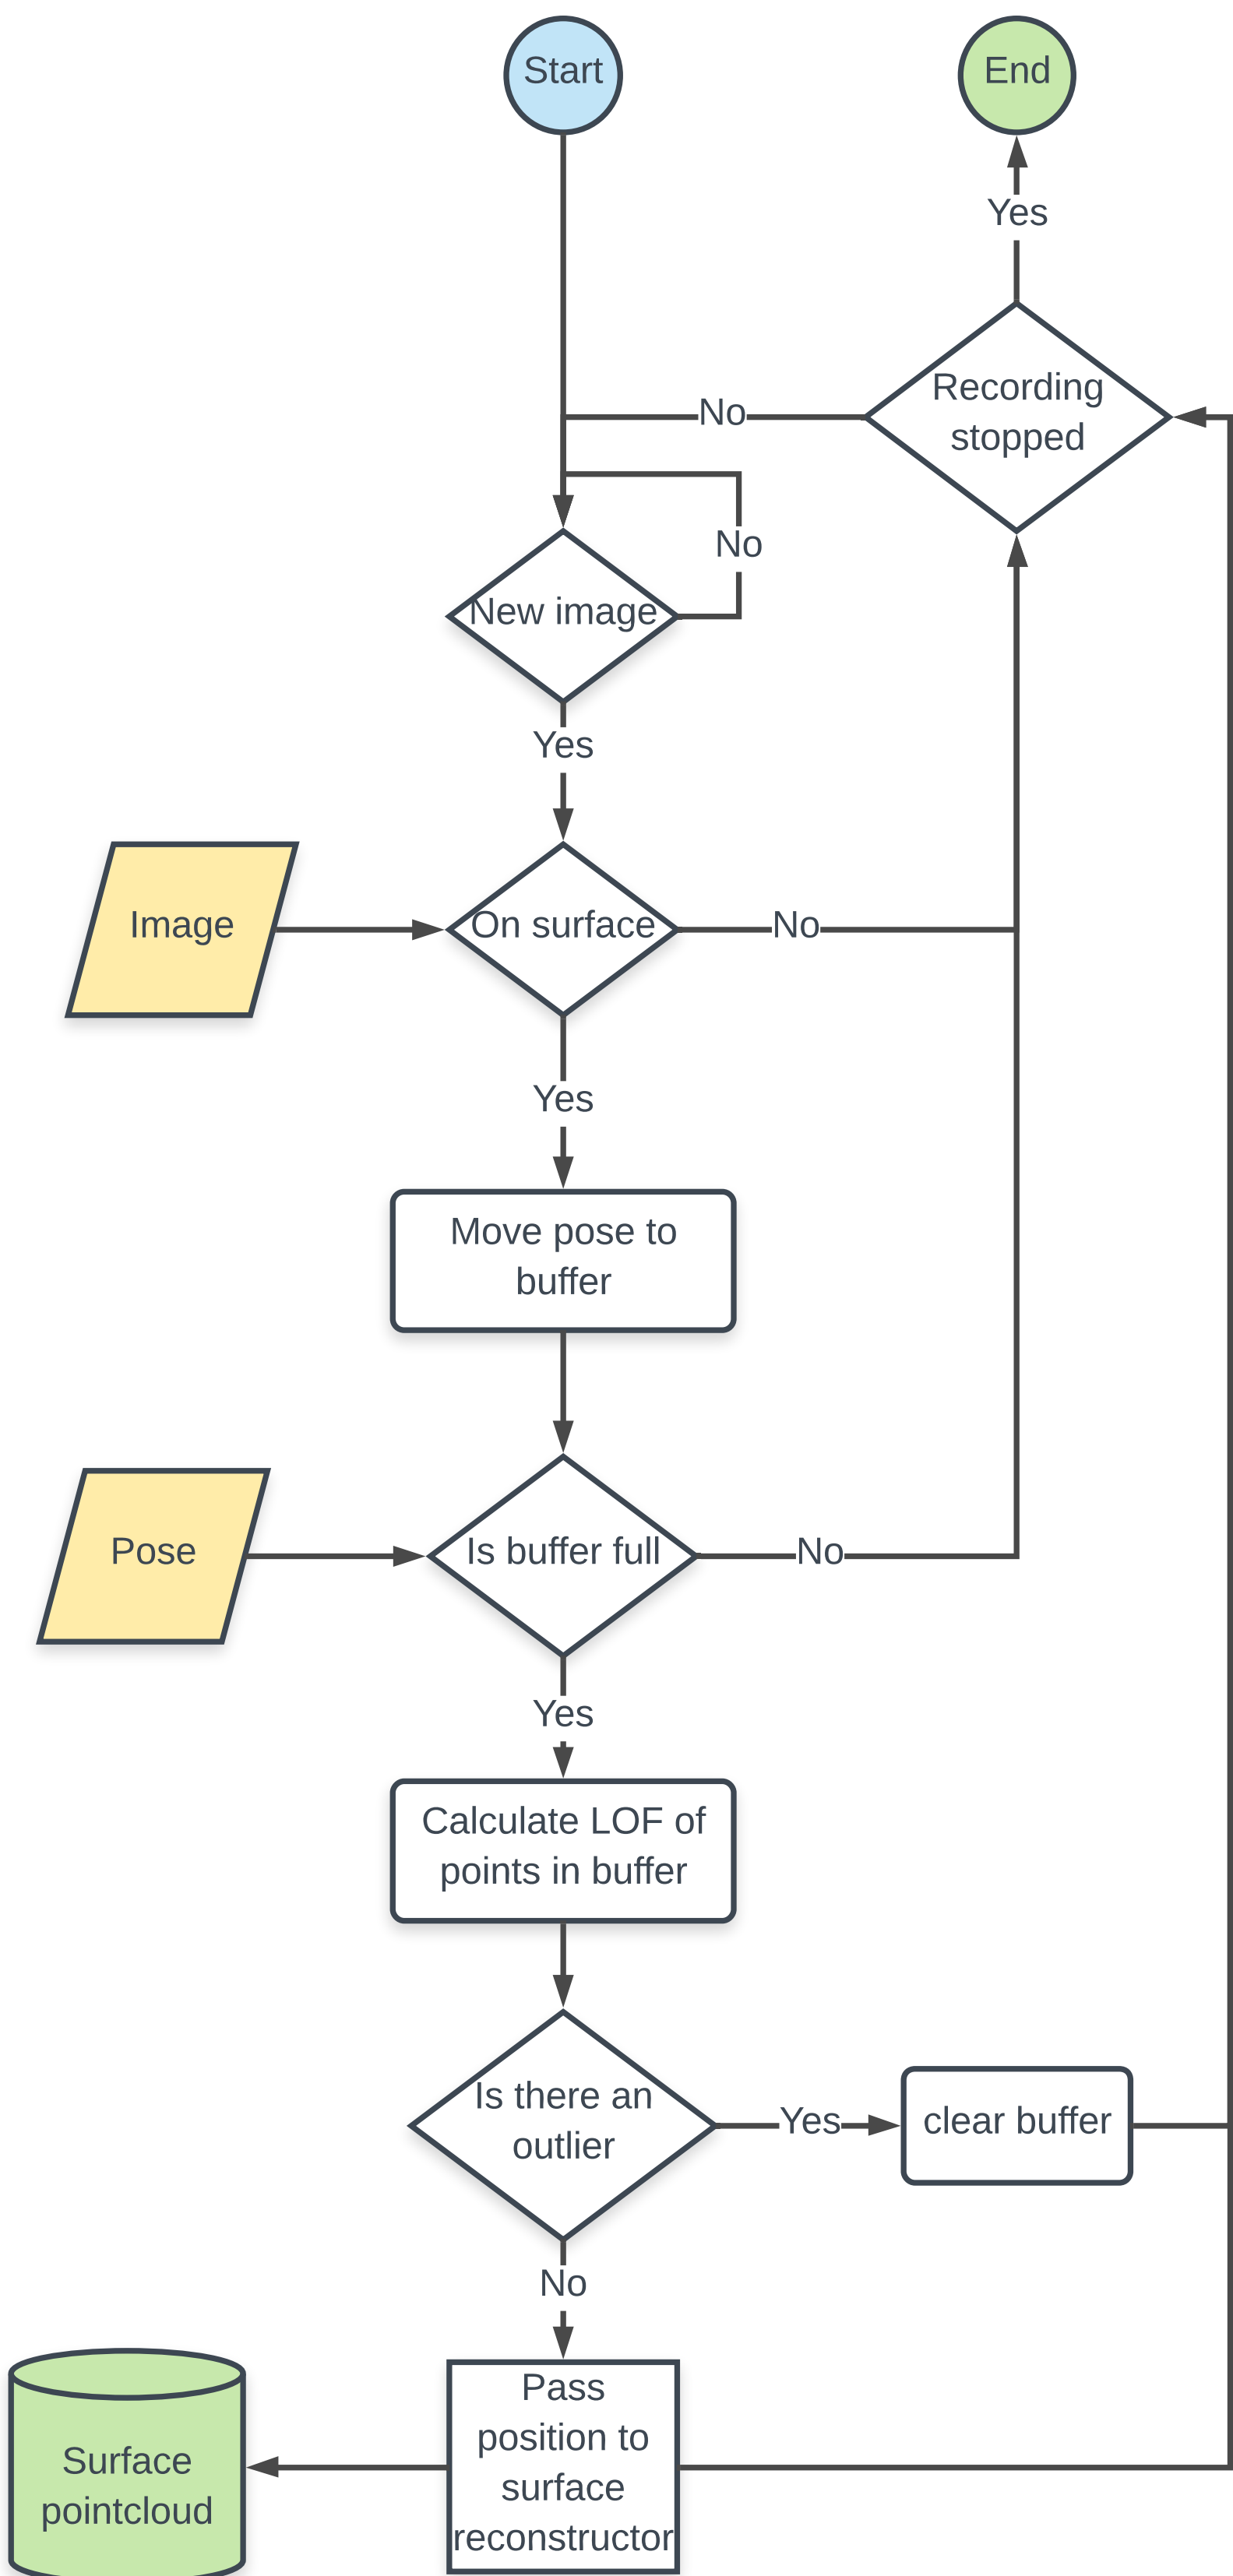 Start
End
Yes
Recording
stopped
No
No
New image
Yes
Image
On surface
No
Yes
Move pose to
buffer
Pose
Is buffer full
No
Yes
Calculate LOF of
points in buffer
Is there an
outlier
Yes
clear buffer
No
Pass
position to
surface
reconstructor
Surface
pointcloud